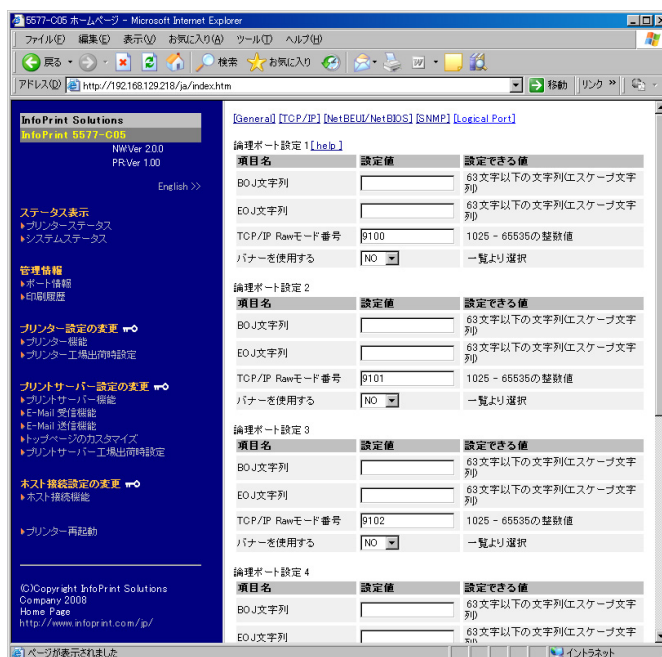 5577-C05 ホームページ - Microsoft Internet Explorer
ファイル(F) 編集(E) 表示(V) お気に入り(A) ツール(T) ヘルプ(H)
戻る 検索 お気に入り
アドレス(D) http://192.168.129.218/ja/index.htm 移動 リンク »
InfoPrint Solutions
InfoPrint 5577-C05
NW:Ver 2.0.0
PR:Ver 1.00
English >>
ステータス表示
プリンターステータス
システムステータス
管理情報
ポート情報
印刷履歴
プリンター設定の変更
プリンター機能
プリンター工場出荷時設定
プリントサーバー設定の変更
プリントサーバー機能
E-Mail 受信機能
E-Mail 送信機能
トップページのカスタマイズ
プリントサーバー工場出荷時設定
ホスト接続設定の変更
ホスト接続機能
プリンター再起動
(C)Copyright InfoPrint Solutions
Company 2008
Home Page
http://www.infoprint.com/jp/
[General] [TCP/IP] [NetBEUI/NetBIOS] [SNMP] [Logical Port]
論理ポート設定 1 [help]
項目名 設定値 設定できる値
BOJ文字列 63文字以下の文字列(エスケープ文字
列)
EOJ文字列 63文字以下の文字列(エスケープ文字
列)
TCP/IP Rawモード番号 9100 1025 - 65535の整数値
バナーを使用する NO 一覧より選択
論理ポート設定 2
項目名 設定値 設定できる値
BOJ文字列 63文字以下の文字列(エスケープ文字
列)
EOJ文字列 63文字以下の文字列(エスケープ文字
列)
TCP/IP Rawモード番号 9101 1025 - 65535の整数値
バナーを使用する NO 一覧より選択
論理ポート設定 3
項目名 設定値 設定できる値
BOJ文字列 63文字以下の文字列(エスケープ文字
列)
EOJ文字列 63文字以下の文字列(エスケープ文字
列)
TCP/IP Rawモード番号 9102 1025 - 65535の整数値
バナーを使用する NO 一覧より選択
論理ポート設定 4
項目名 設定値 設定できる値
BOJ文字列 63文字以下の文字列(エスケープ文字
列)
EOJ文字列 63文字以下の文字列(エスケープ文字
列)
ページが表示されました イントラネット